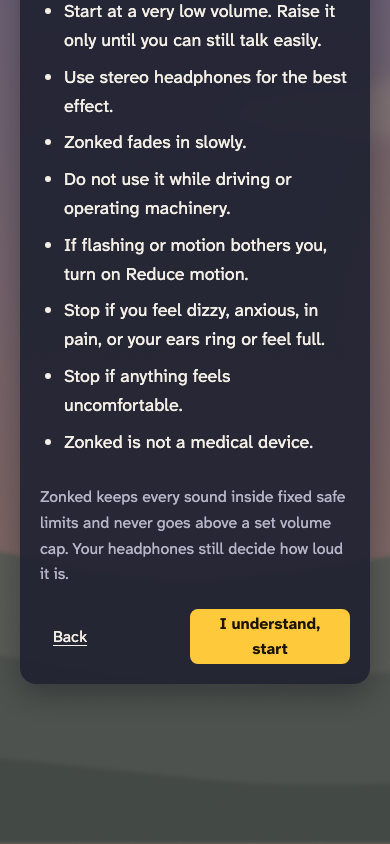 • Start at a very low volume. Raise it
only until you can still talk easily.
• Use stereo headphones for the best
effect.
• Zonked fades in slowly.
• Do not use it while driving or
operating machinery.
• If flashing or motion bothers you,
turn on Reduce motion.
• Stop if you feel dizzy, anxious, in
pain, or your ears ring or feel full.
• Stop if anything feels
uncomfortable.
• Zonked is not a medical device.
Zonked keeps every sound inside fixed safe
limits and never goes above a set volume
cap. Your headphones still decide how loud
it is.
Back
I understand,
start